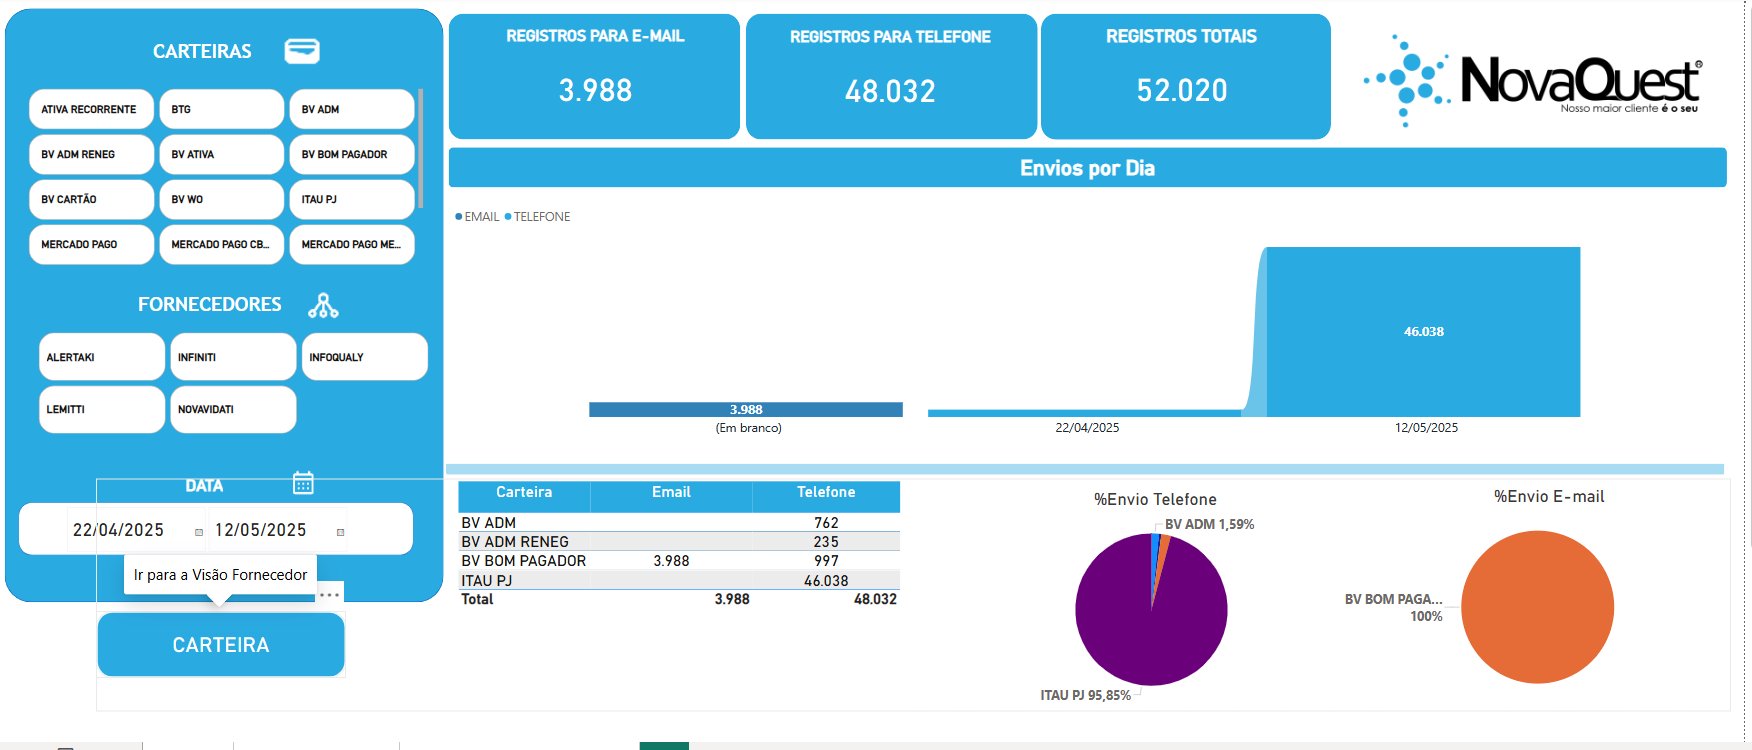 CARTEIRAS
ATIVA RECORRENTE
BTG
BV ADM
BV ADM RENEG
BV ATIVA
BV BOM PAGADOR
BV CARTÃO
BV WO
ITAU PJ
MERCADO PAGO
MERCADO PAGO CB...
MERCADO PAGO ME...
FORNECEDORES
ALERTAKI
INFINITI
INFOQUALY
LEMITTI
NOVAVIDATI
DATA
22/04/2025
12/05/2025
Ir para a Visão Fornecedor
...
CARTEIRA
REGISTROS PARA E-MAIL
3.988
REGISTROS PARA TELEFONE
48.032
REGISTROS TOTAIS
52.020
NovaQuest®
Nosso maior cliente é o seu
Envios por Dia
EMAIL TELEFONE
46.038
3.988
(Em branco)
22/04/2025
12/05/2025
Carteira Email Telefone
BV ADM 762
BV ADM RENEG 235
BV BOM PAGADOR 3.988 997
ITAU PJ 46.038
Total 3.988 48.032
%Envio Telefone
BV ADM 1,59%
ITAU PJ 95,85%
%Envio E-mail
BV BOM PAGA...
100%